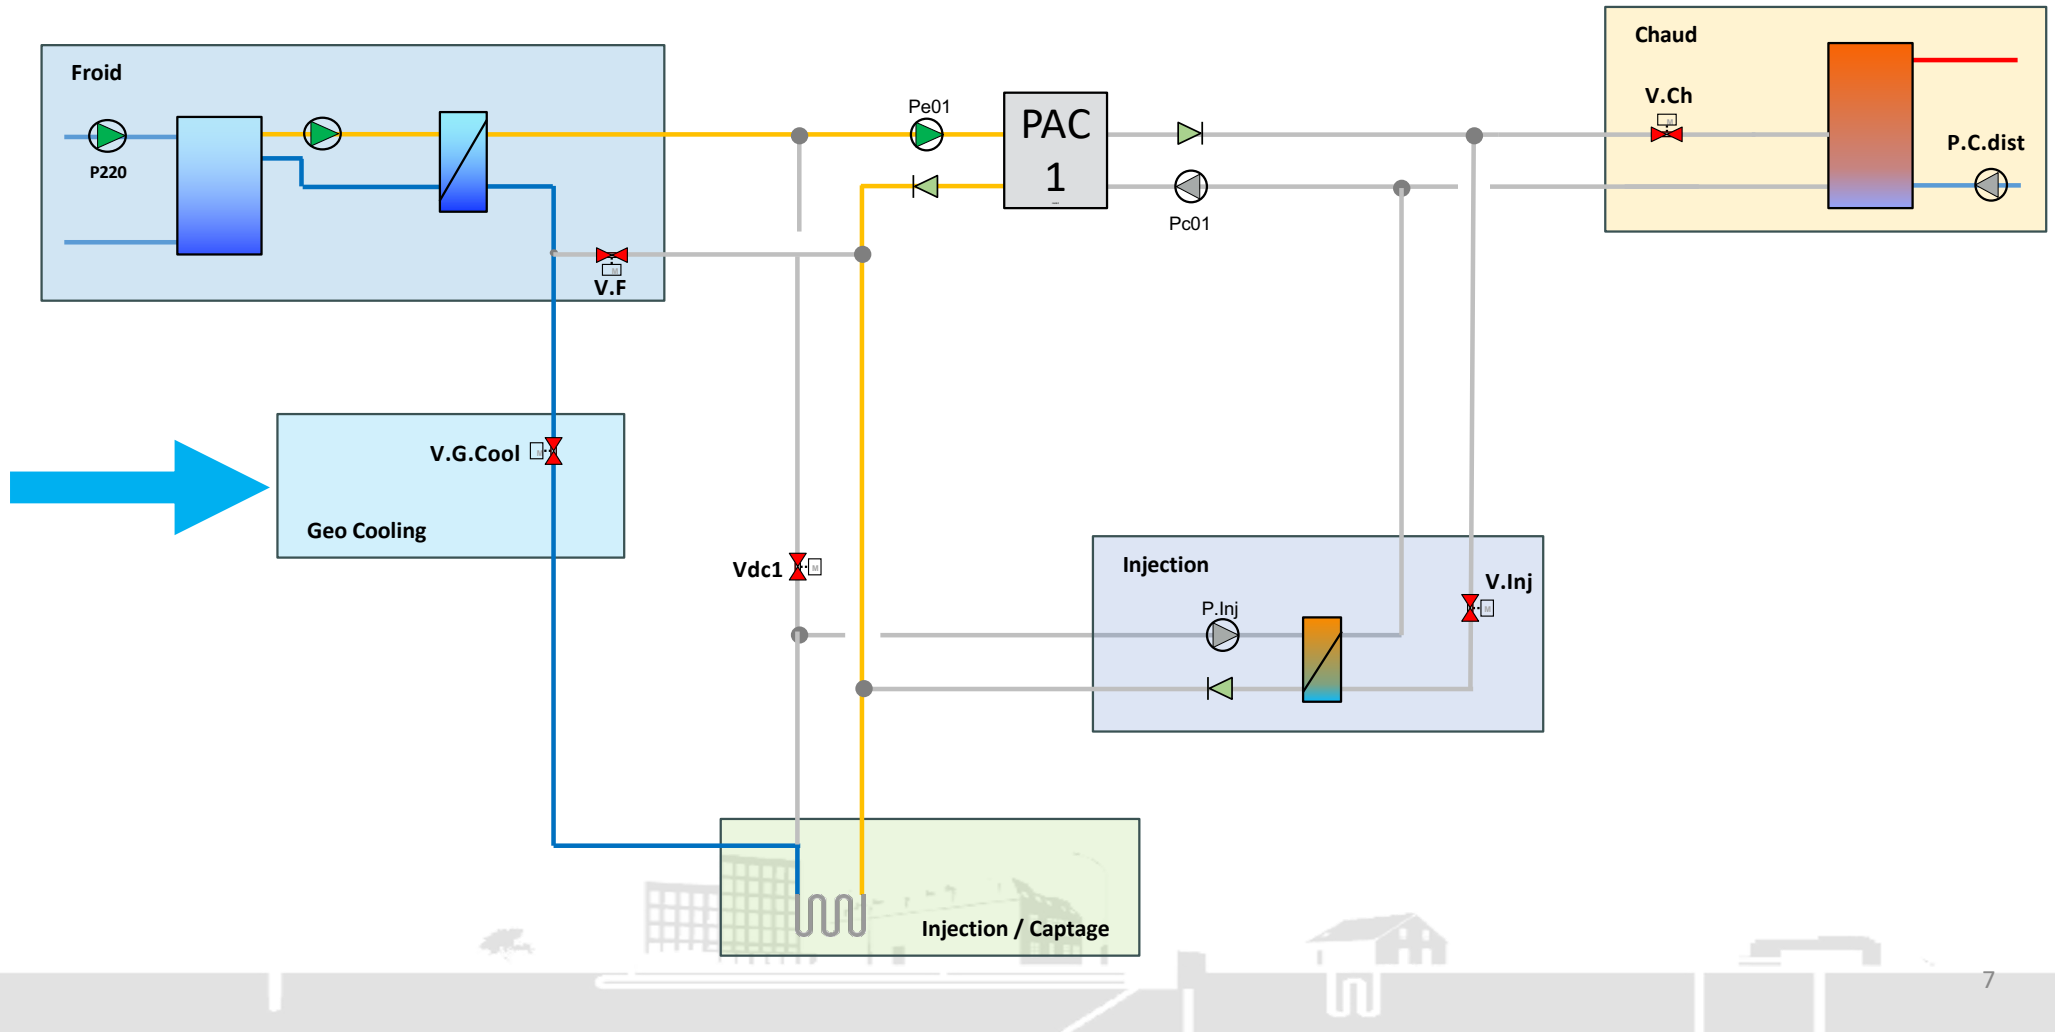 Froid
P220
V.F
Pe01
PAC
1
Pc01
Chaud
V.Ch
P.C.dist
V.G.Cool
Geo Cooling
Vdc1
Injection
P.Inj
V.Inj
Injection / Captage
7
M
M
M
M
M